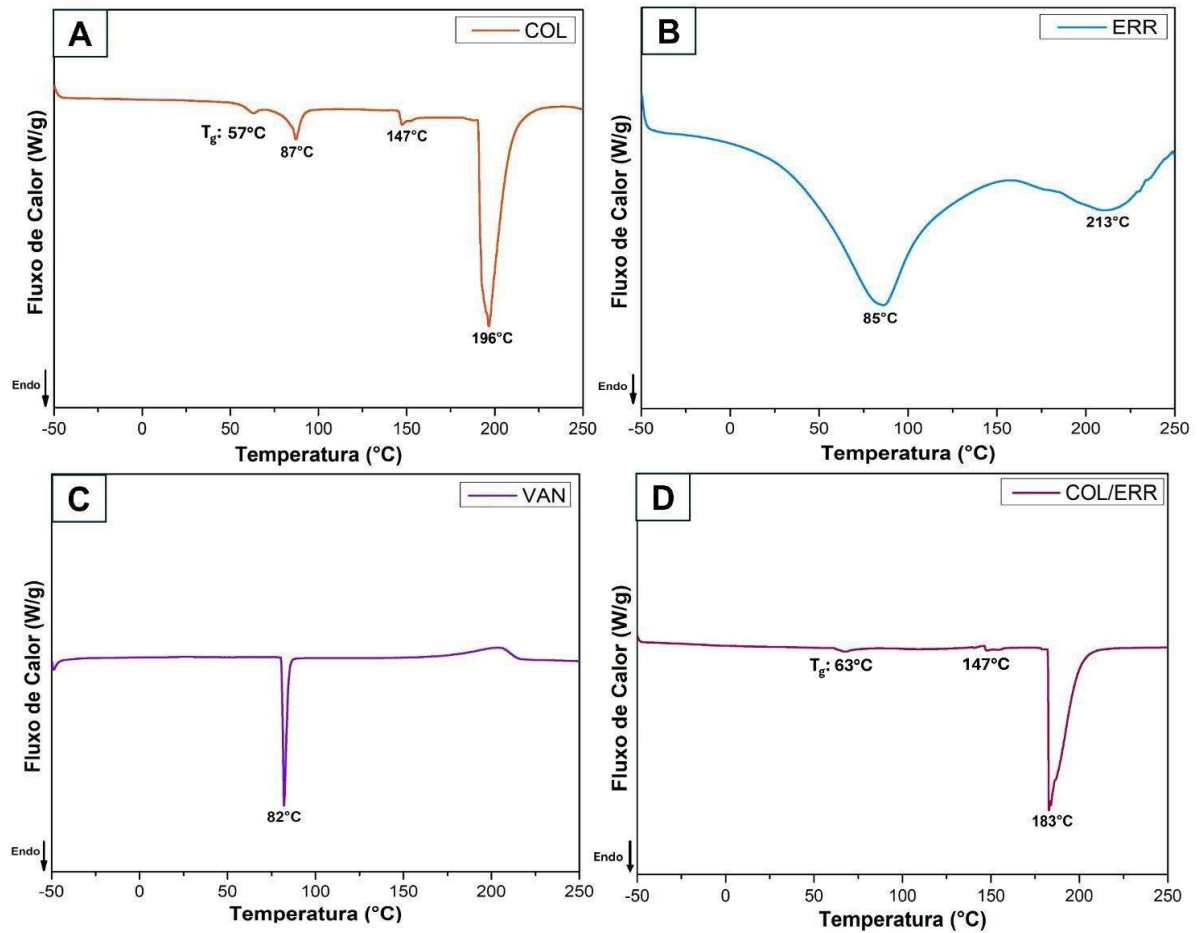 A
COL
Fluxo de Calor (W/g)
Tg: 57°C
87°C
147°C
196°C
Endo
-50 0 50 100 150 200 250
Temperatura (°C)
B
ERR
Fluxo de Calor (W/g)
85°C
213°C
Endo
-50 0 50 100 150 200 250
Temperatura (°C)
C
VAN
Fluxo de Calor (W/g)
82°C
Endo
-50 0 50 100 150 200 250
Temperatura (°C)
D
COL/ERR
Fluxo de Calor (W/g)
Tg: 63°C
147°C
183°C
Endo
-50 0 50 100 150 200 250
Temperatura (°C)